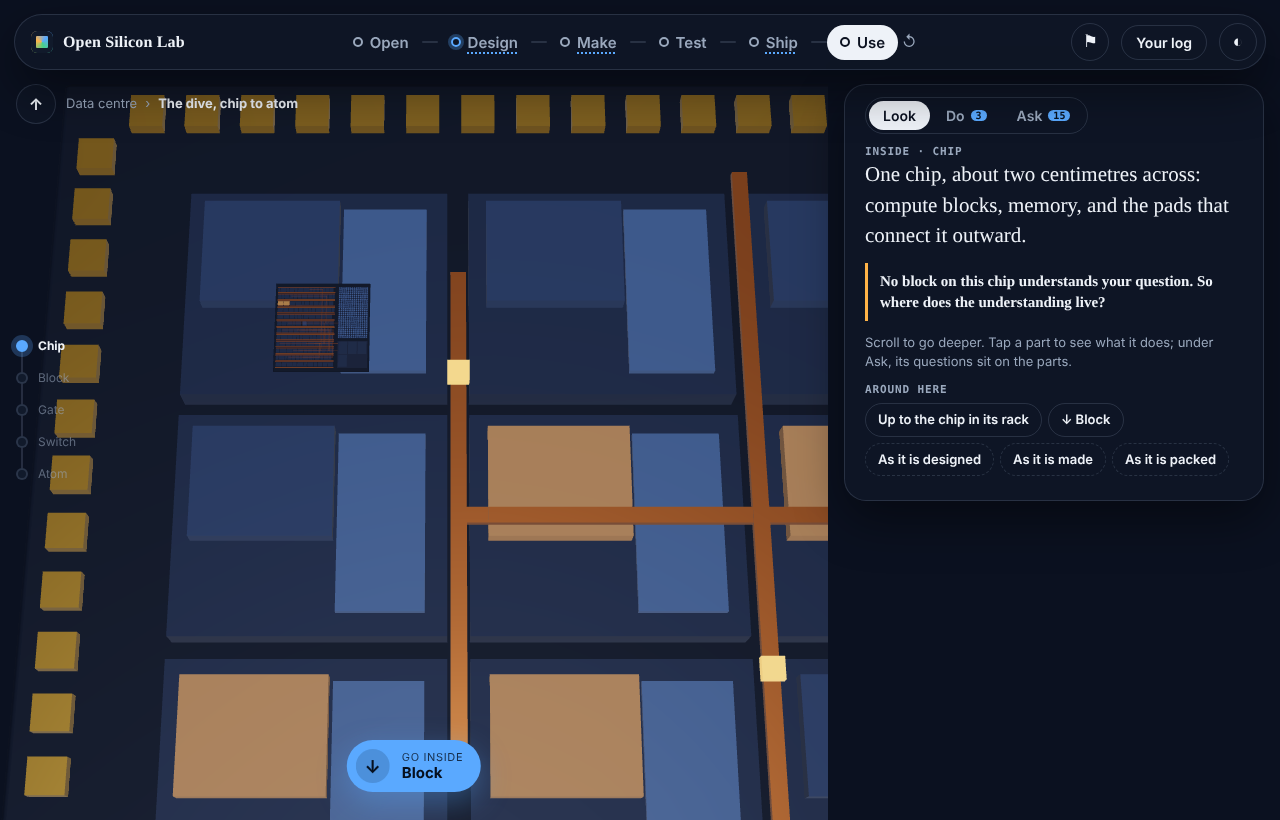 Open Silicon Lab
Open
Design
Make
Test
Ship
Use
Your log
Data centre › The dive, chip to atom
Chip
Block
Gate
Switch
Atom
GO INSIDE
Block
Look
Do 3
Ask 15
INSIDE · CHIP
One chip, about two centimetres across:
compute blocks, memory, and the pads that
connect it outward.
No block on this chip understands your question. So
where does the understanding live?
Scroll to go deeper. Tap a part to see what it does; under
Ask, its questions sit on the part.
AROUND HERE
Up to the chip in its rack
↓ Block
As it is designed
As it is made
As it is packed